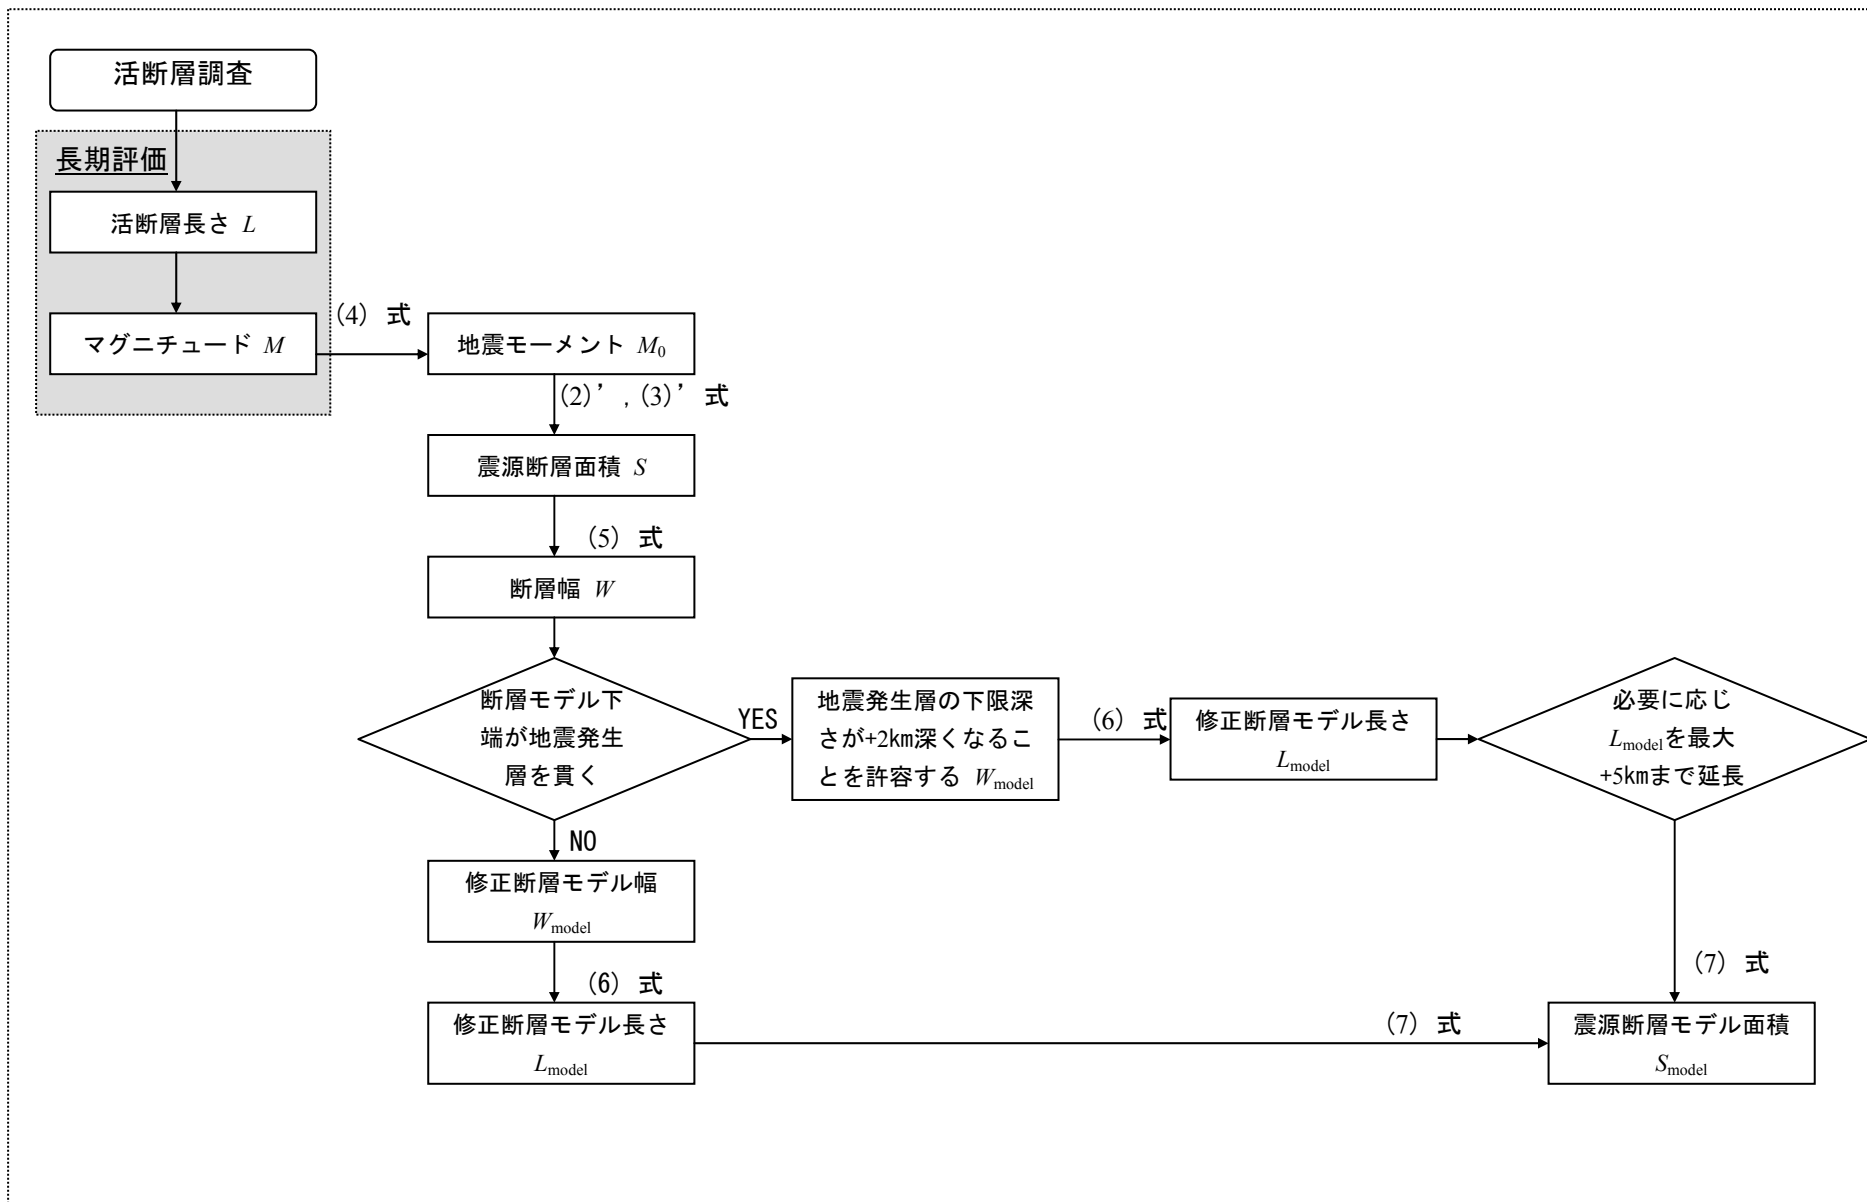 活断層調査
長期評価
活断層長さ L
マグニチュード M
(4) 式
地震モーメント M0
(2)’,(3)’ 式
震源断層面積 S
(5) 式
断層幅 W
断層モデル下
端が地震発生
層を貫く
YES
地震発生層の下限深
さが+2km深くなるこ
とを許容する Wmodel
(6) 式
修正断層モデル長さ
Lmodel
必要に応じ
Lmodelを最大
+5kmまで延長
NO
修正断層モデル幅
Wmodel
(6) 式
修正断層モデル長さ
Lmodel
(7) 式
(7) 式
震源断層モデル面積
Smodel